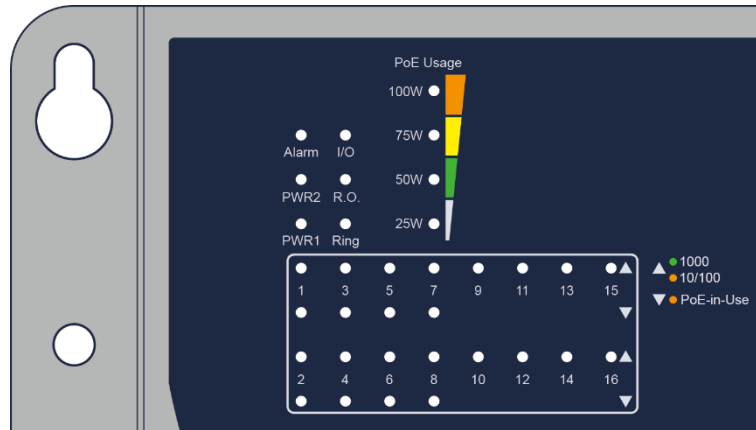 PoE Usage
100W
75W
Alarm I/O
50W
PWR2 R.O.
25W
PWR1 Ring
1 3 5 7 9 11 13 15
1000
10/100
PoE-in-Use
2 4 6 8 10 12 14 16